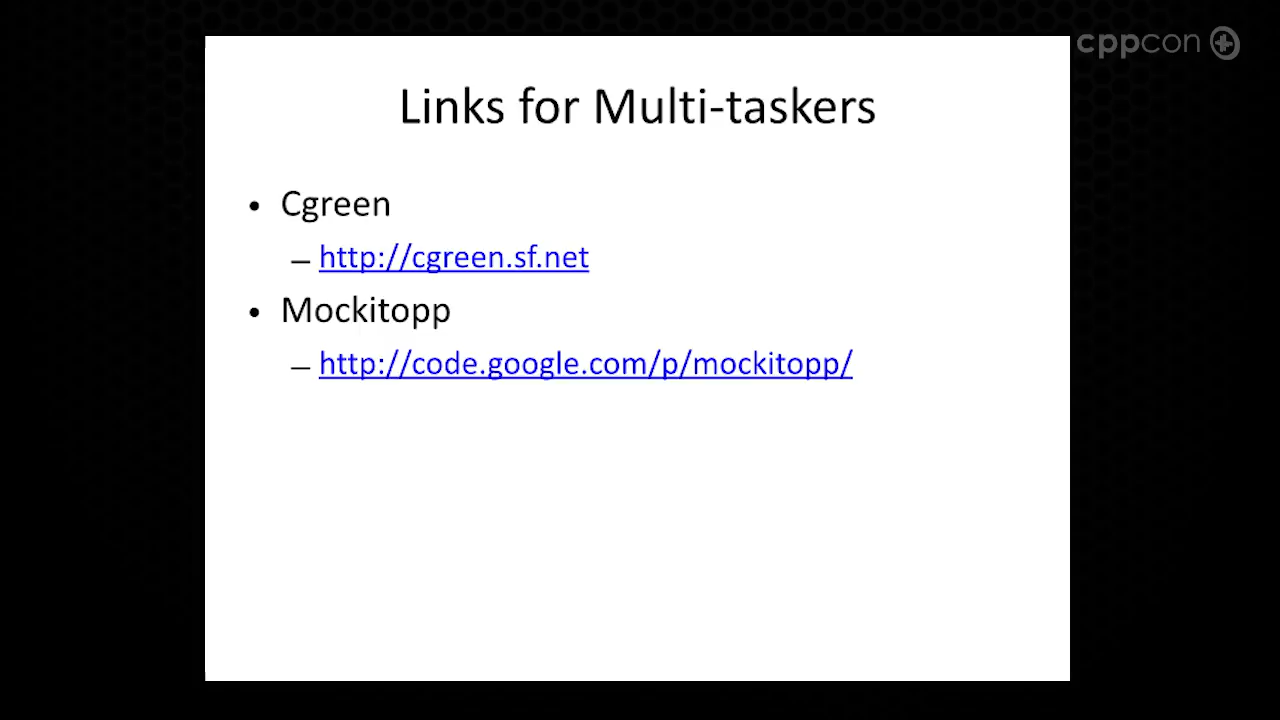 cppcon
Links for Multi-taskers
• Cgreen
– http://cgreen.sf.net
• Mockitopp
– http://code.google.com/p/mockitopp/